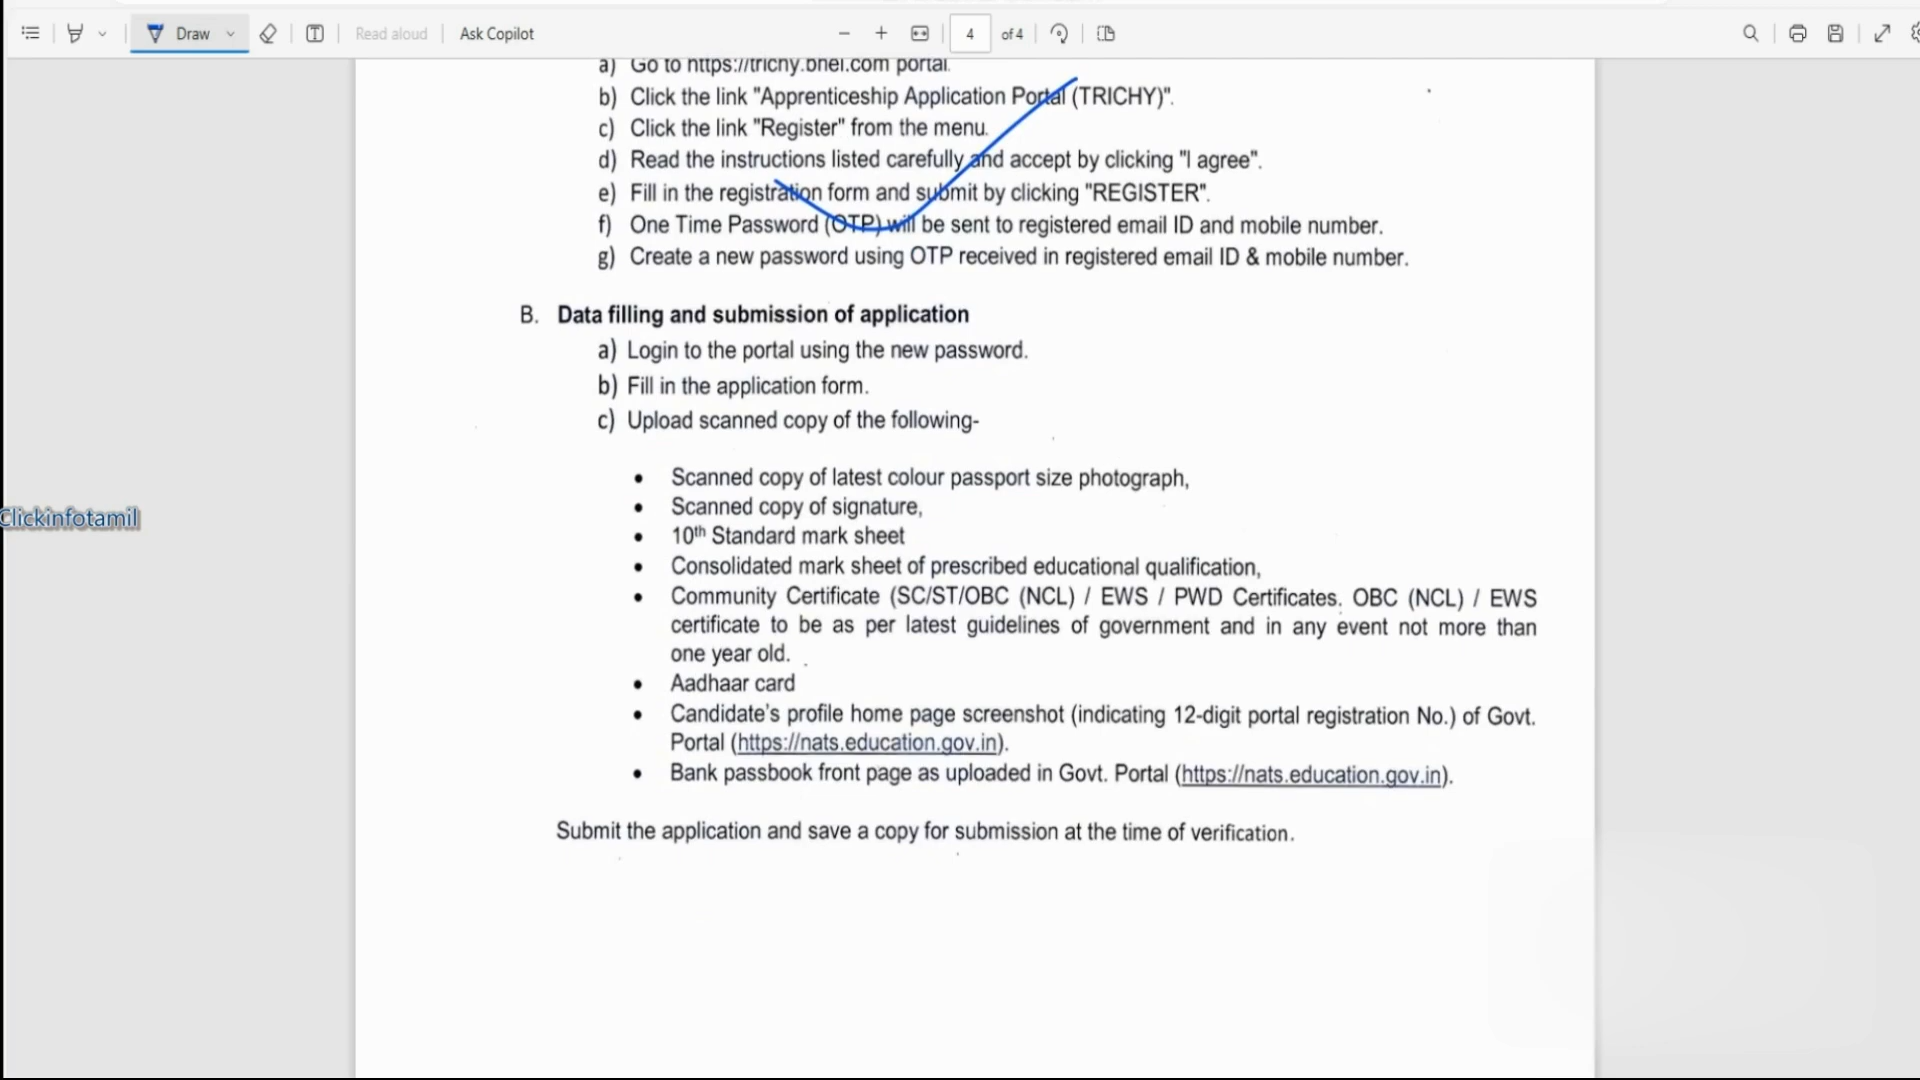 Draw
Read aloud
Ask Copilot
4
of 4
a) Go to https://trichy.bhel.com portal.
b) Click the link "Apprenticeship Application Portal (TRICHY)".
c) Click the link "Register" from the menu.
d) Read the instructions listed carefully and accept by clicking "I agree".
e) Fill in the registration form and submit by clicking "REGISTER".
f) One Time Password (OTP) will be sent to registered email ID and mobile number.
g) Create a new password using OTP received in registered email ID & mobile number.
B. Data filling and submission of application
a) Login to the portal using the new password.
b) Fill in the application form.
c) Upload scanned copy of the following-
• Scanned copy of latest colour passport size photograph,
• Scanned copy of signature,
• 10th Standard mark sheet
• Consolidated mark sheet of prescribed educational qualification,
• Community Certificate (SC/ST/OBC (NCL) / EWS / PWD Certificates. OBC (NCL) / EWS
certificate to be as per latest guidelines of government and in any event not more than
one year old.
• Aadhaar card
• Candidate's profile home page screenshot (indicating 12-digit portal registration No.) of Govt.
Portal (https://nats.education.gov.in).
• Bank passbook front page as uploaded in Govt. Portal (https://nats.education.gov.in).
Submit the application and save a copy for submission at the time of verification.
Clickinfotamil